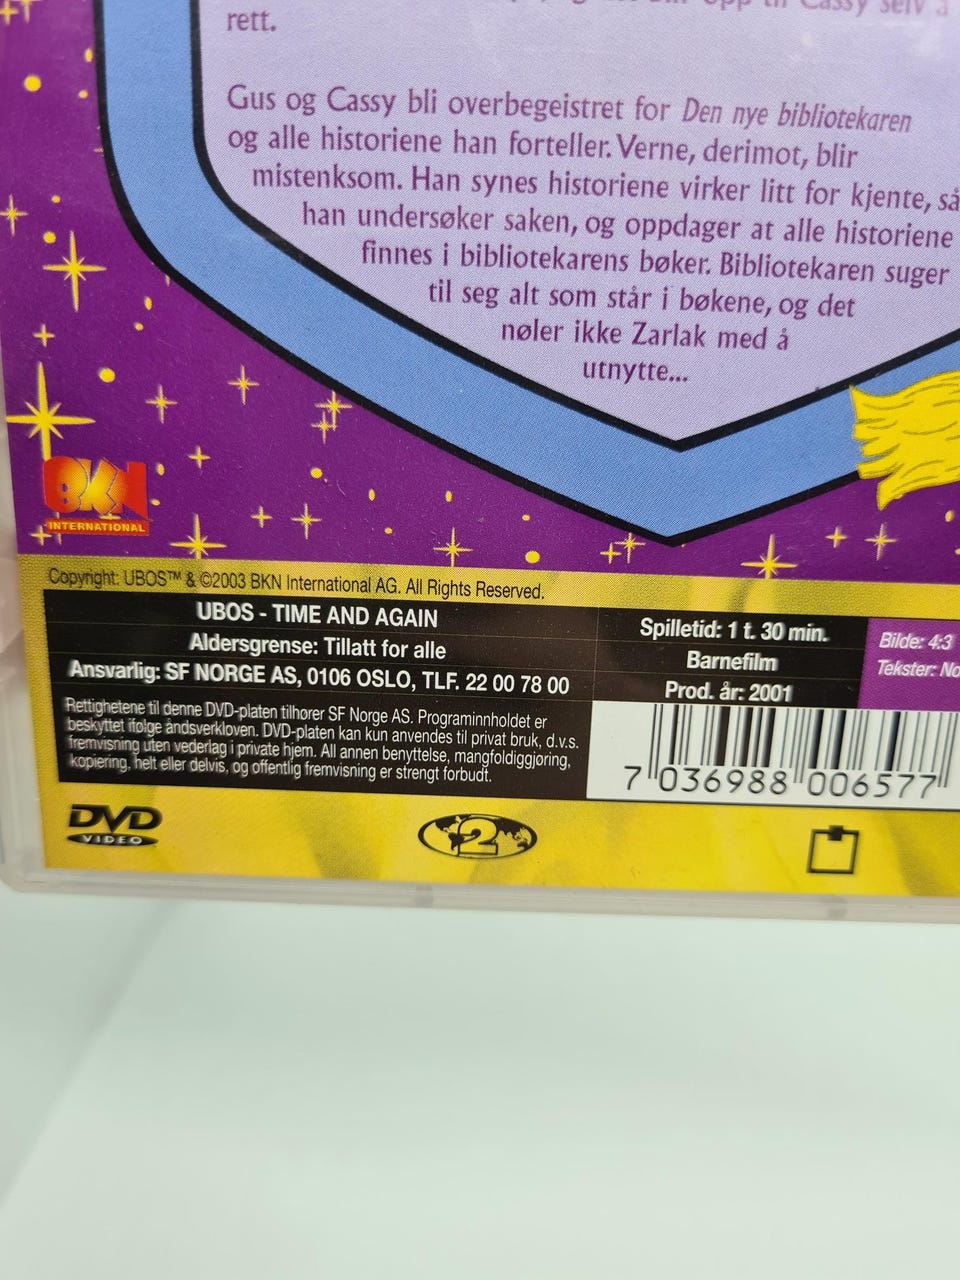 til Cassy selv å
rett.
Gus og Cassy bli overbegeistret for Den nye bibliotekaren
og alle historiene han forteller. Verne, derimot, blir
mistenksom. Han synes historiene virker litt for kjente, så
han undersøker saken, og oppdager at alle historiene
finnes i bibliotekarens bøker. Bibliotekaren suger
til seg alt som står i bøkene, og det
nøler ikke Zarlak med å
utnytte...
BKN
INTERNATIONAL
Copyright: UBOS™ & ©2003 BKN International AG. All Rights Reserved.
UBOS - TIME AND AGAIN
Aldersgrense: Tillatt for alle
Ansvarlig: SF NORGE AS, 0106 OSLO, TLF. 22 00 78 00
Rettighetene til denne DVD-platen tilhører SF Norge AS. Programinnholdet er
beskyttet ifølge åndsverkloven. DVD-platen kan kun anvendes til privat bruk, d.v.s.
fremvisning uten vederlag i private hjem. All annen benyttelse, mangfoldiggjøring,
kopiering, helt eller delvis, og offentlig fremvisning er strengt forbudt.
Spilletid: 1 t. 30 min.
Barnefilm
Prod. år: 2001
Bilde: 4:3
Tekster: No
7 036988 006577
DVD
VIDEO
2